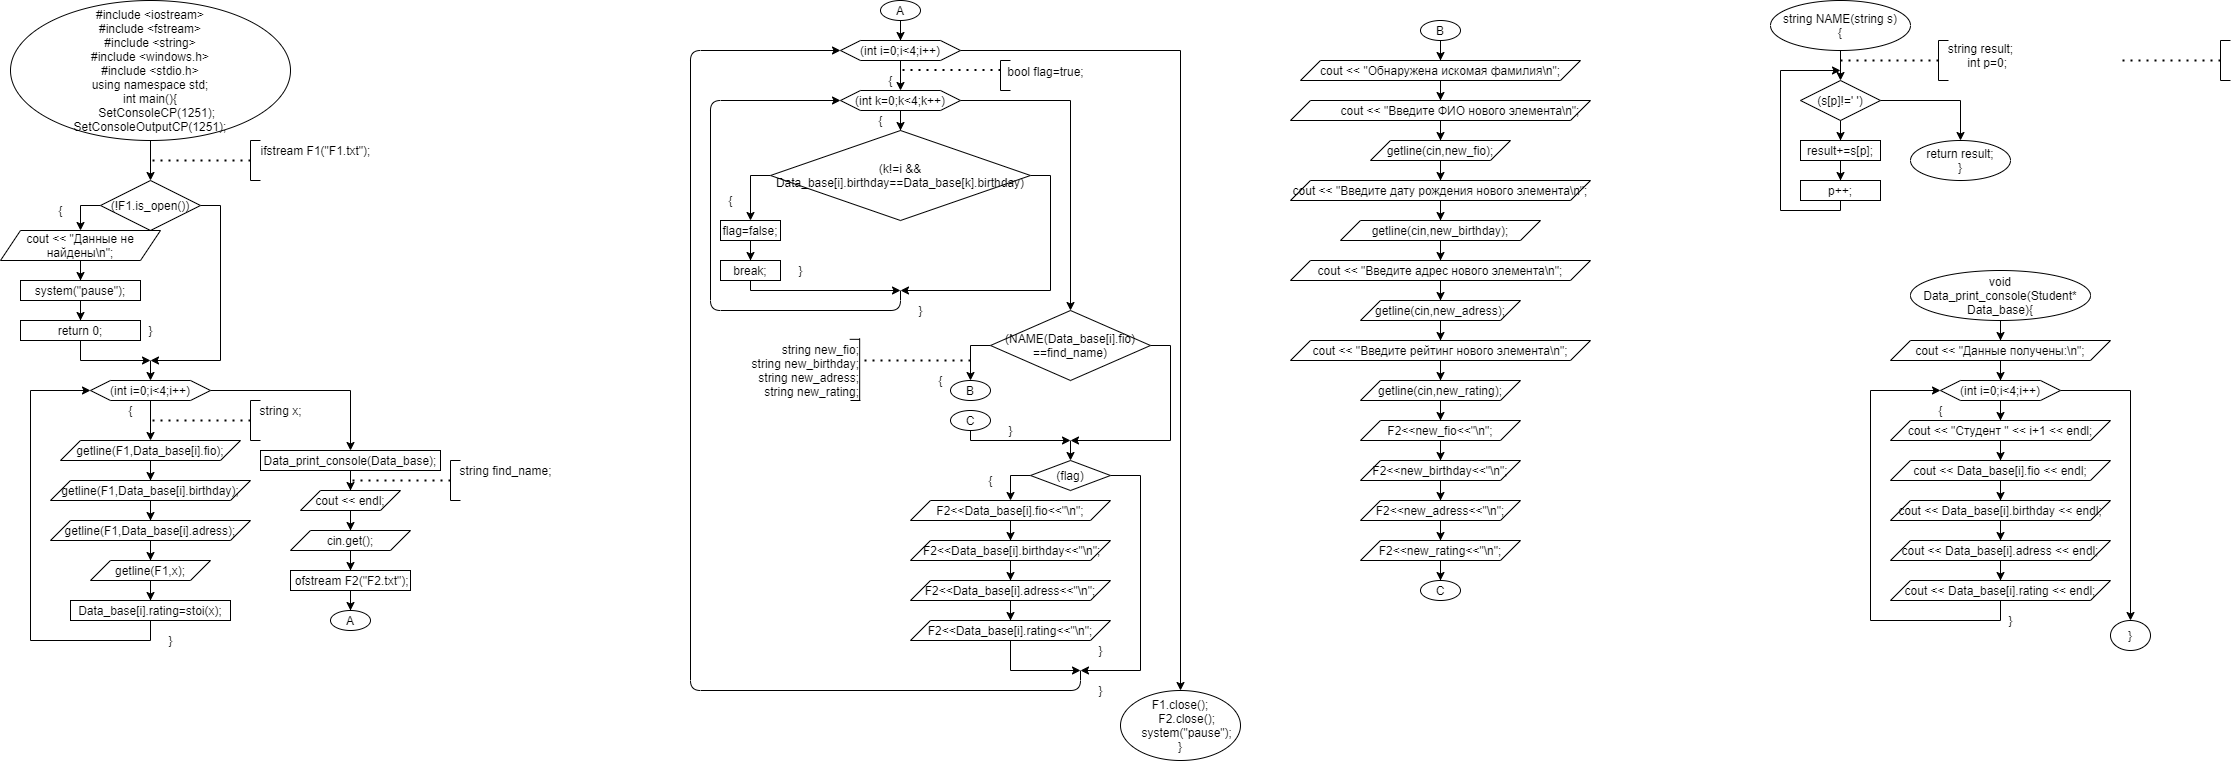 #include <iostream>
#include <fstream>
#include <string>
#include <windows.h>
#include <stdio.h>
using namespace std;
int main(){
SetConsoleCP(1251);
SetConsoleOutputCP(1251);
ifstream F1("F1.txt");
(!F1.is_open())
{
cout << "Данные не
найдены\n";
system("pause");
return 0;
}
(int i=0;i<4;i++)
{
string x;
getline(F1,Data_base[i].fio);
getline(F1,Data_base[i].birthday);
getline(F1,Data_base[i].adress);
getline(F1,x);
Data_base[i].rating=stoi(x);
}
Data_print_console(Data_base);
string find_name;
cout << endl;
cin.get();
ofstream F2("F2.txt");
A
A
(int i=0;i<4;i++)
bool flag=true;
{
(int k=0;k<4;k++)
{
(k!=i &&
Data_base[i].birthday==Data_base[k].birthday)
{
flag=false;
break;
}
}
(NAME(Data_base[i].fio)
==find_name)
string new_fio;
string new_birthday;
string new_adress;
string new_rating;
{
B
C
}
(flag)
{
F2<<Data_base[i].fio<<"\n";
F2<<Data_base[i].birthday<<"\n";
F2<<Data_base[i].adress<<"\n";
F2<<Data_base[i].rating<<"\n";
}
}
F1.close();
F2.close();
system("pause");
}
B
cout << "Обнаружена искомая фамилия\n";
cout << "Введите ФИО нового элемента\n";
getline(cin,new_fio);
cout << "Введите дату рождения нового элемента\n";
getline(cin,new_birthday);
cout << "Введите адрес нового элемента\n";
getline(cin,new_adress);
cout << "Введите рейтинг нового элемента\n";
getline(cin,new_rating);
F2<<new_fio<<"\n";
F2<<new_birthday<<"\n";
F2<<new_adress<<"\n";
F2<<new_rating<<"\n";
C
string NAME(string s)
{
string result;
int p=0;
(s[p]!=' ')
result+=s[p];
p++;
return result;
}
void
Data_print_console(Student*
Data_base){
cout << "Данные получены:\n";
(int i=0;i<4;i++)
{
cout << "Студент " << i+1 << endl;
cout << Data_base[i].fio << endl;
cout << Data_base[i].birthday << endl;
cout << Data_base[i].adress << endl;
cout << Data_base[i].rating << endl;
}
}